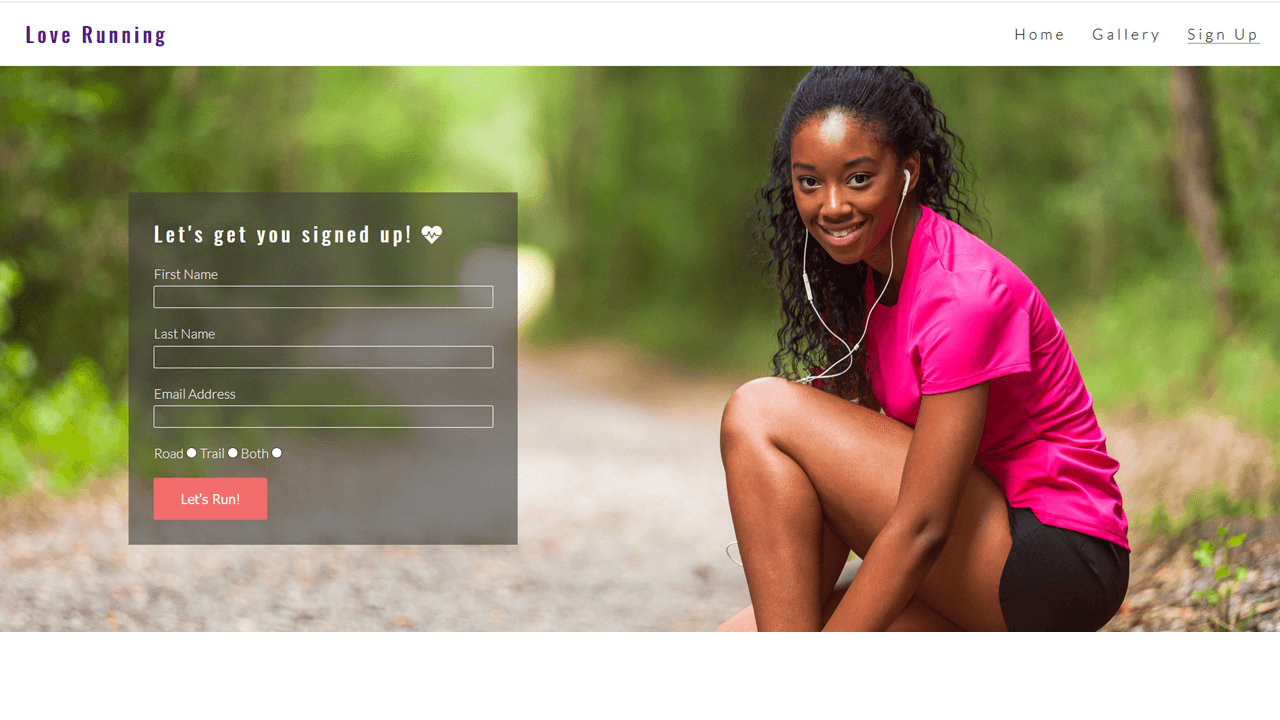 Love Running
Home Gallery Sign Up
Let's get you signed up!
First Name
Last Name
Email Address
Road Trail Both
Let's Run!